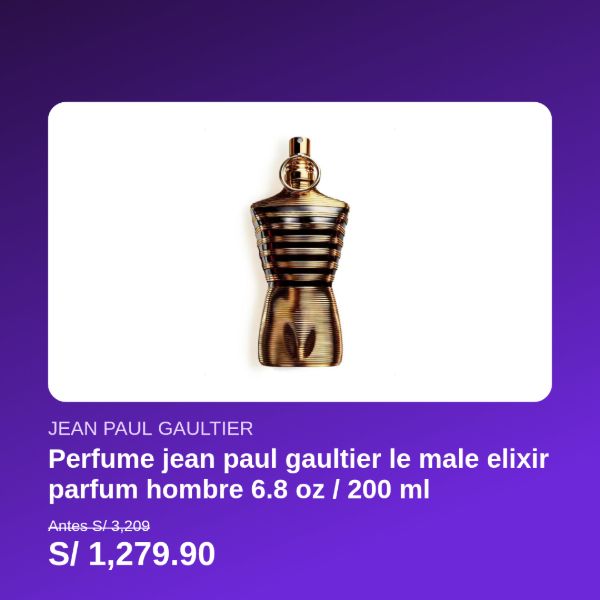 JEAN PAUL GAULTIER
Perfume jean paul gaultier le male elixir
parfum hombre 6.8 oz / 200 ml
Antes S/ 3,209
S/ 1,279.90